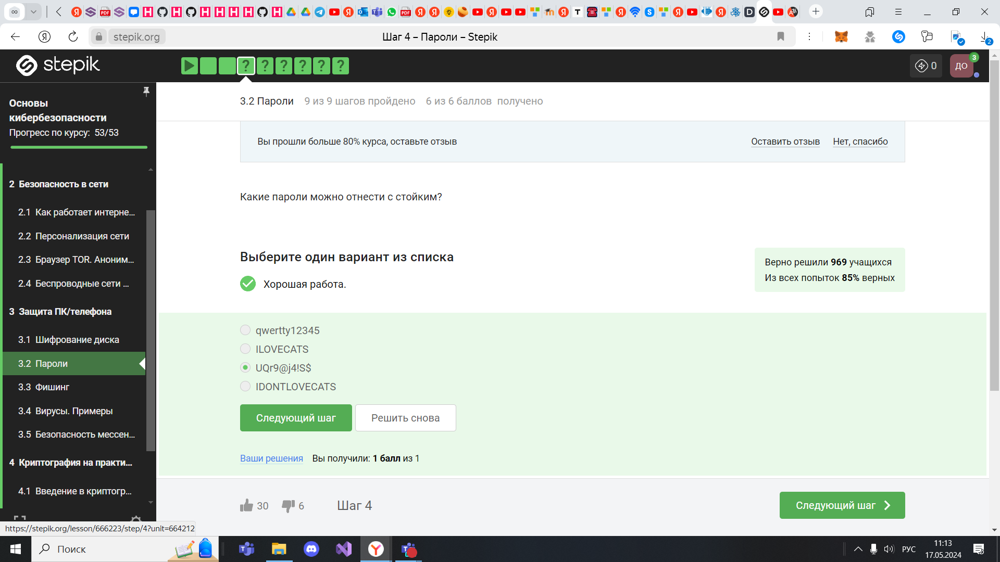 stepik.org
Шаг 4 – Пароли – Stepik
2
stepik
? ? ? ? ? ?
0
ДО
3
Основы
кибербезопасности
Прогресс по курсу: 53/53
2 Безопасность в сети
2.1 Как работает интерне...
2.2 Персонализация сети
2.3 Браузер TOR. Аноним...
2.4 Беспроводные сети ...
3 Защита ПК/телефона
3.1 Шифрование диска
3.2 Пароли
3.3 Фишинг
3.4 Вирусы. Примеры
3.5 Безопасность мессен...
4 Криптография на практи...
4.1 Введение в криптогр...
3.2 Пароли 9 из 9 шагов пройдено 6 из 6 баллов получено
Вы прошли больше 80% курса, оставьте отзыв
Оставить отзыв Нет, спасибо
Какие пароли можно отнести с стойким?
Выберите один вариант из списка
Хорошая работа.
Верно решили 969 учащихся
Из всех попыток 85% верных
qwertty12345
ILOVECATS
UQr9@j4!S$
IDONTLOVECATS
Следующий шаг
Решить снова
Ваши решения Вы получили: 1 балл из 1
30 6 Шаг 4
Следующий шаг
https://stepik.org/lesson/666223/step/4?unit=664212
Поиск
РУС
11:13
17.05.2024